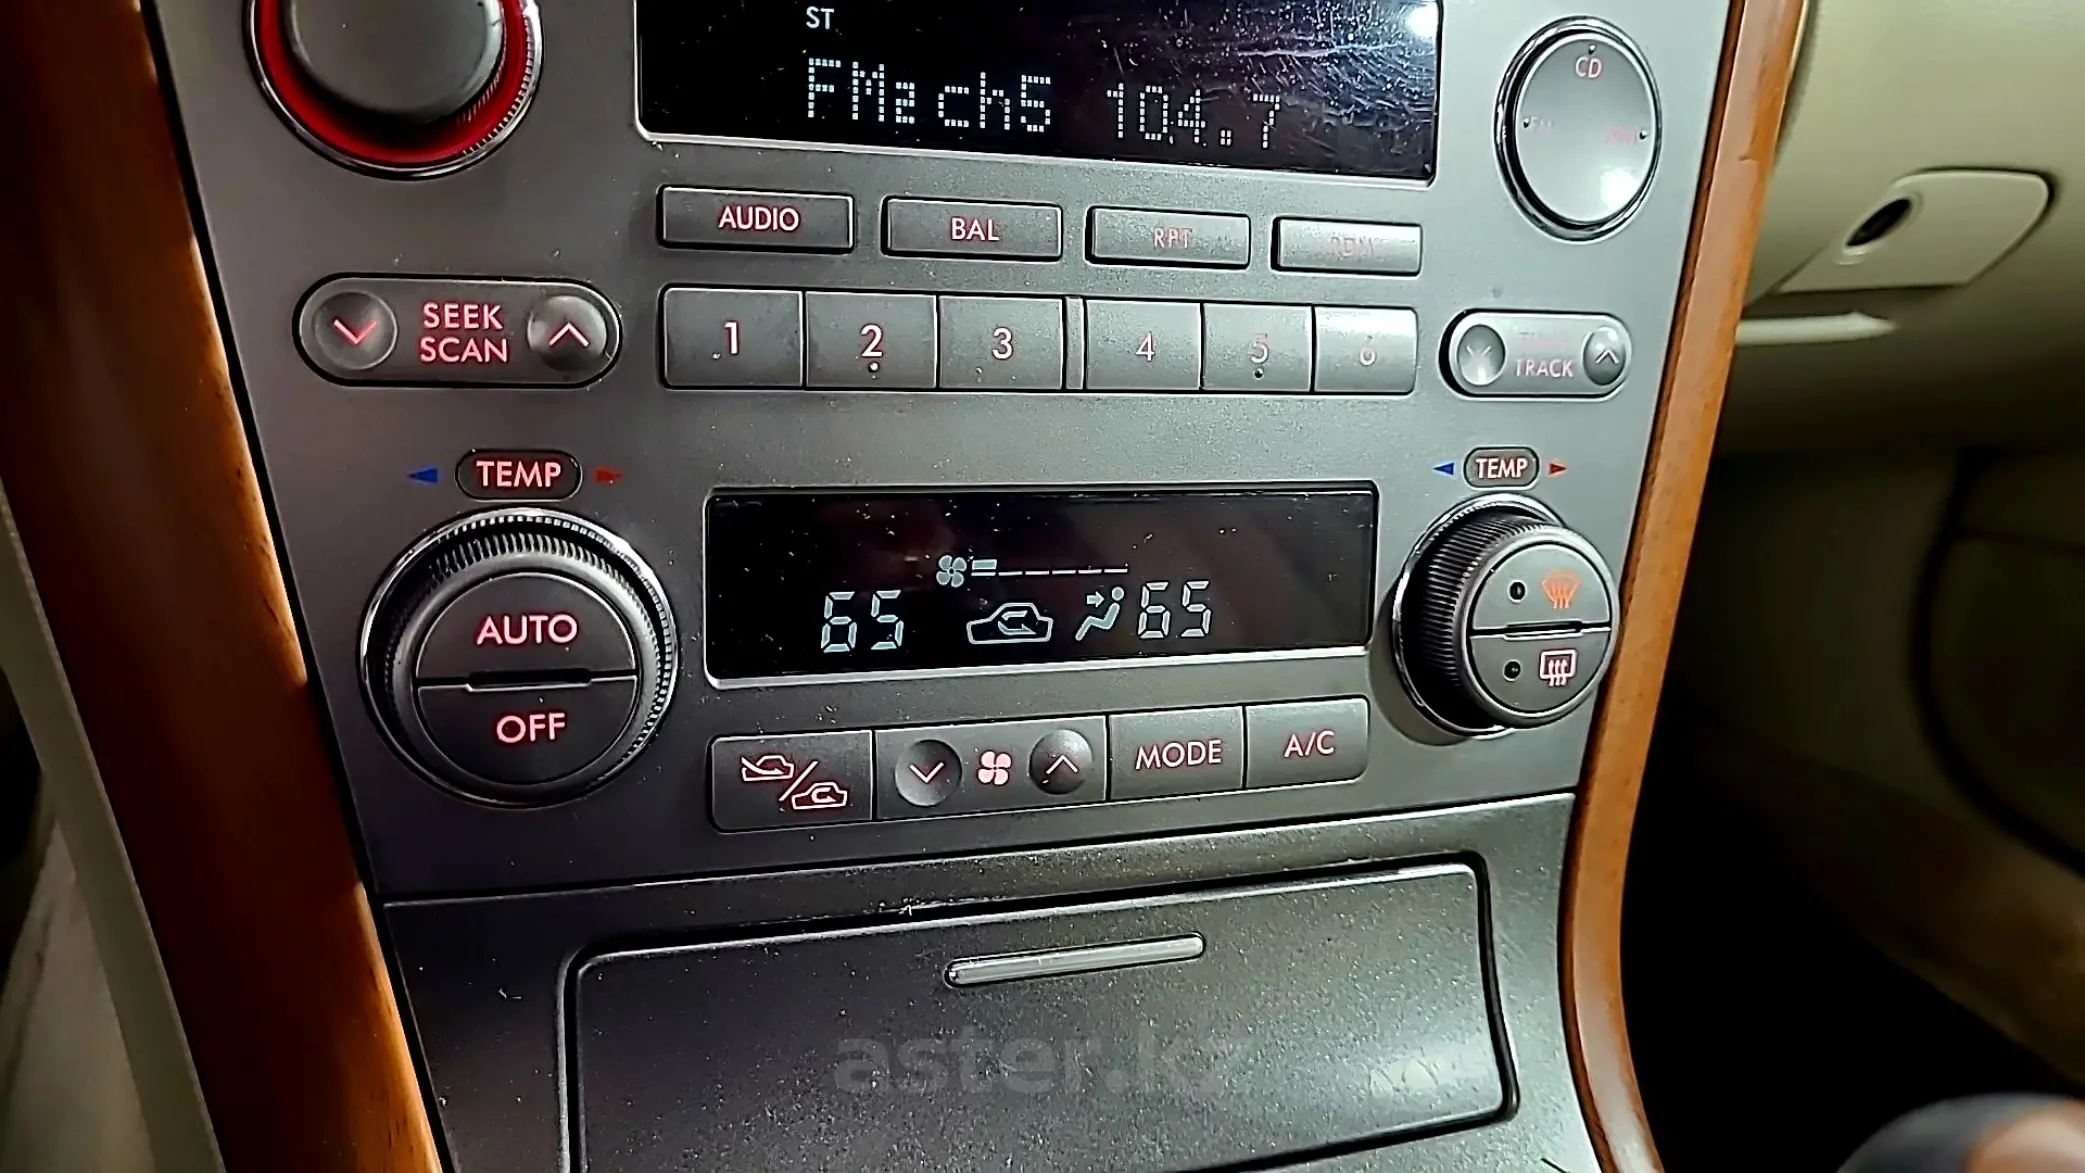 ST
FM2 ch5 104.7
CD
AUDIO BAL RPT
SEEK
SCAN
1 2 3 4 5 6
TRACK
TEMP TEMP
65 65
AUTO
OFF
MODE A/C
aster.kz